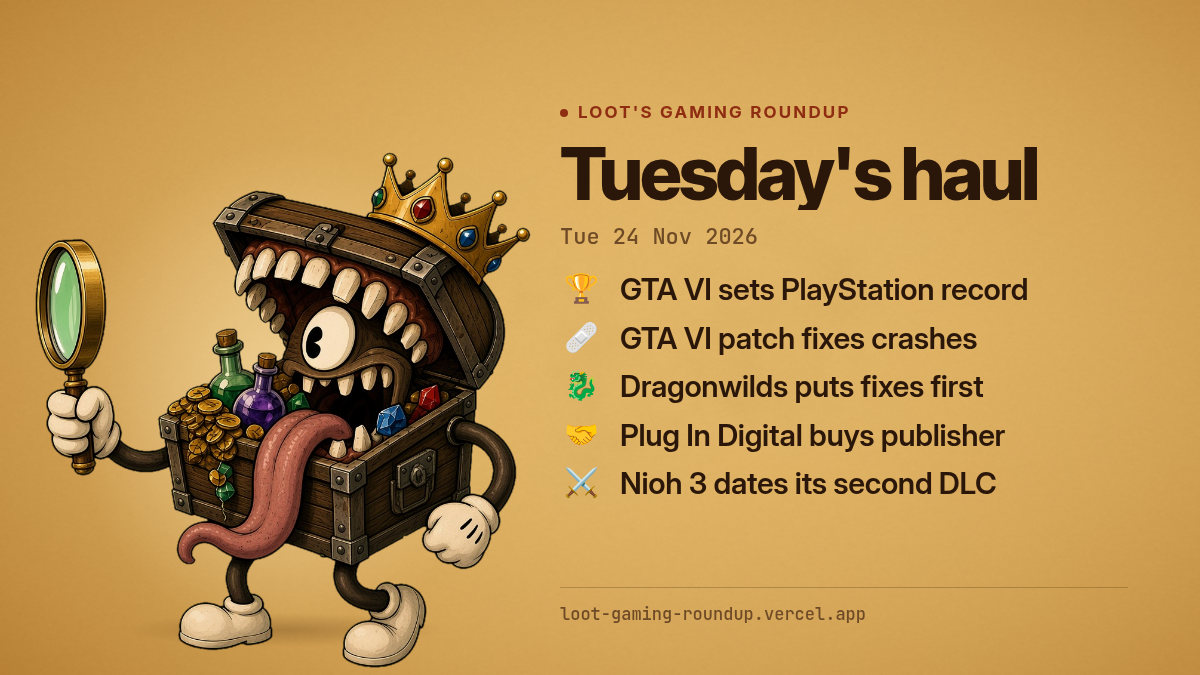 LOOT'S GAMING ROUNDUP
Tuesday's haul
Tue 24 Nov 2026
GTA VI sets PlayStation record
GTA VI patch fixes crashes
Dragonwilds puts fixes first
Plug In Digital buys publisher
Nioh 3 dates its second DLC
loot-gaming-roundup.vercel.app